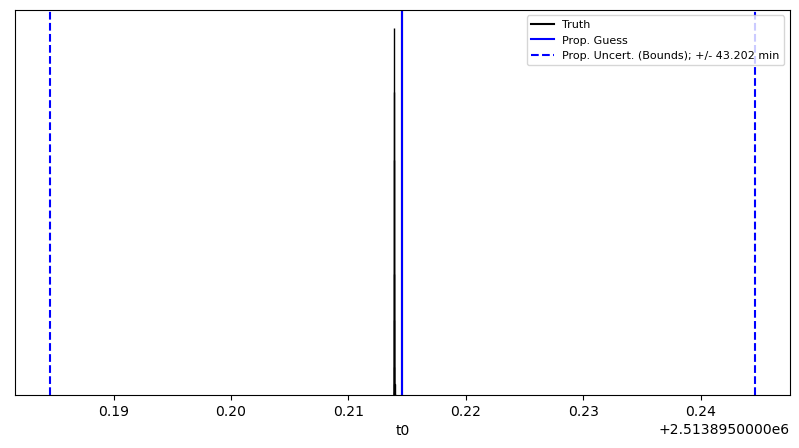 Truth
Prop. Guess
Prop. Uncert. (Bounds); +/- 43.202 min
0.19 0.20 0.21 0.22 0.23 0.24
t0
+2.5138950000e6